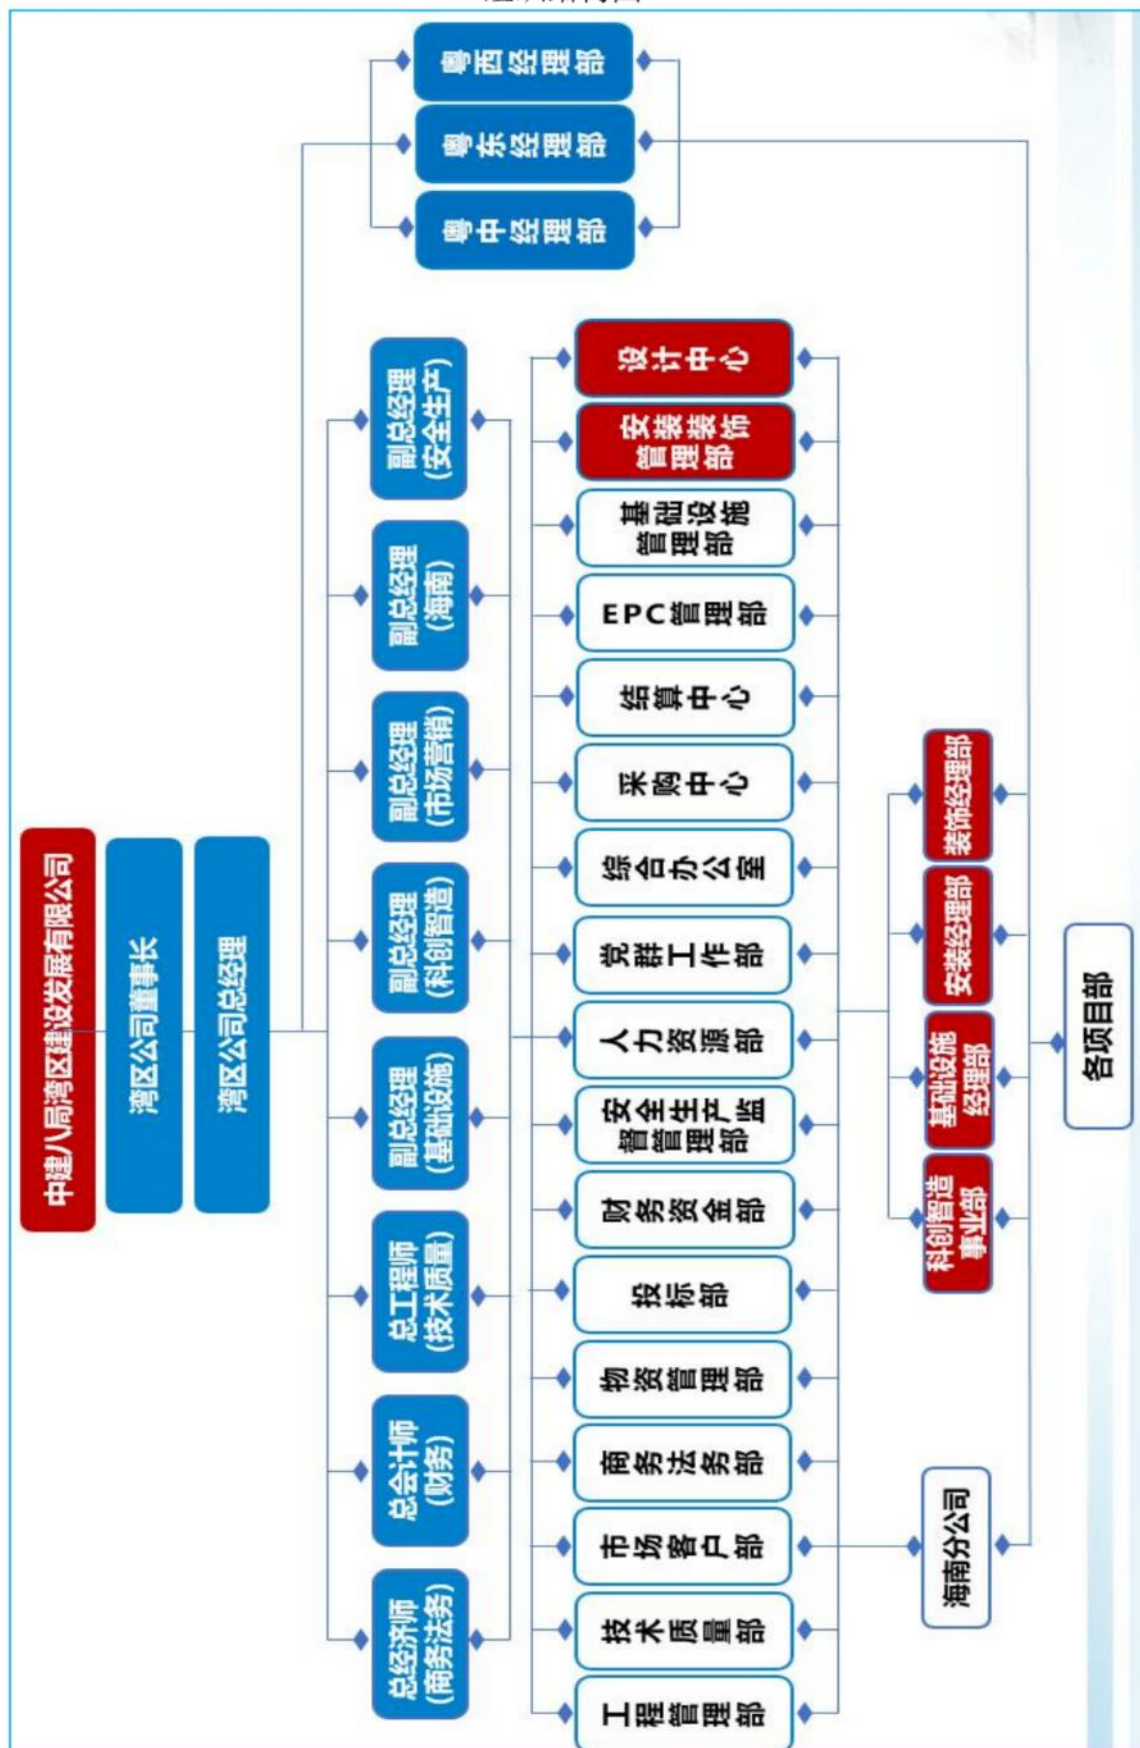 中建八局湾区建设发展有限公司
湾区公司董事长
湾区公司总经理
总经济师
(商务法务)
总会计师
(财务)
总工程师
(技术质量)
副总经理
(基础设施)
副总经理
(科创智造)
副总经理
(市场营销)
副总经理
(海南)
副总经理
(安全生产)
粤中经理部
粤东经理部
粤西经理部
工程管理部
技术质量部
市场客户部
商务法务部
物资管理部
投标部
财务资金部
安全生产监
督管理部
人力资源部
党群工作部
综合办公室
采购中心
结算中心
EPC管理部
基础设施
管理部
安装装饰
管理部
设计中心
海南分公司
科创智造
事业部
基础设施
经理部
安装经理部
装饰经理部
各项目部